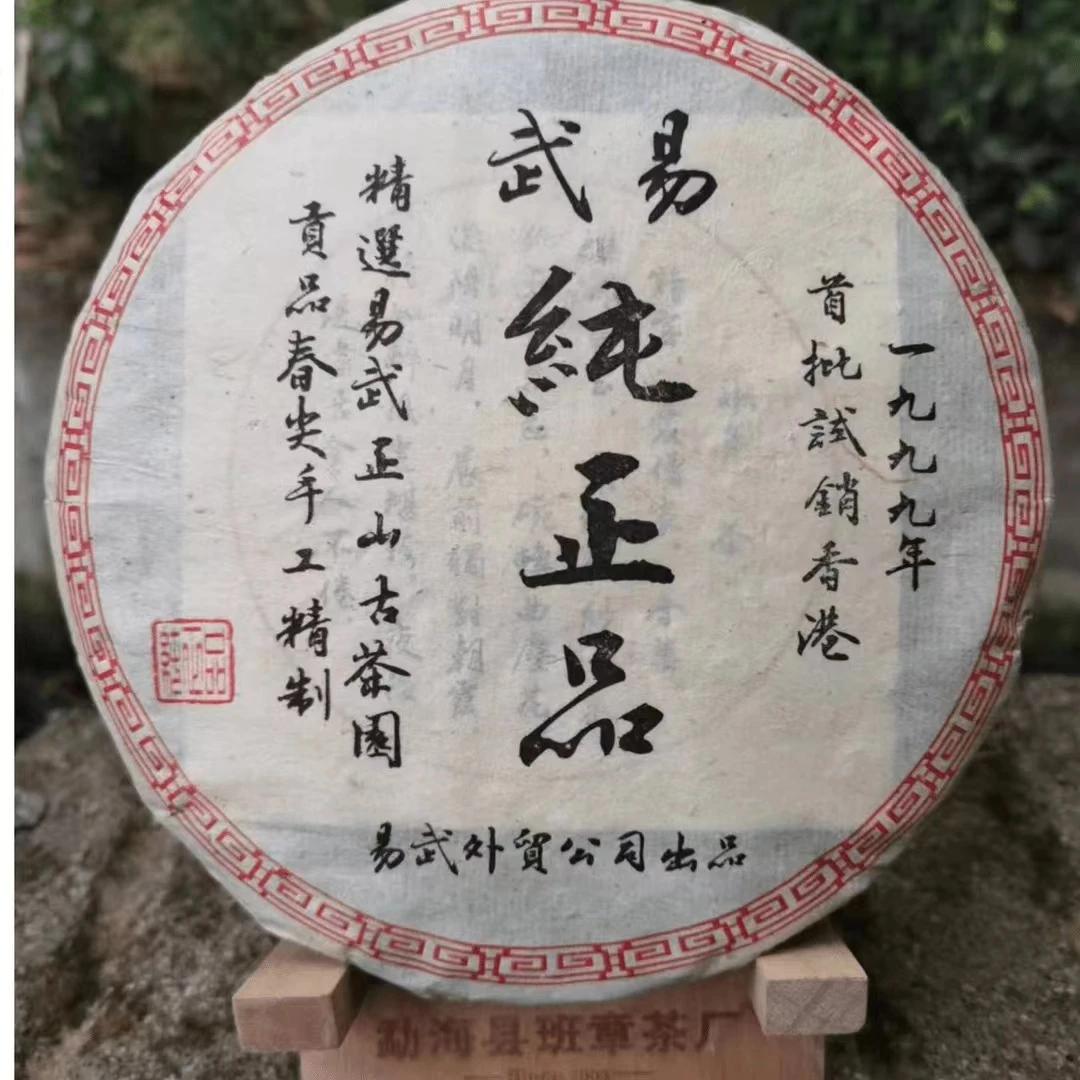 易武
純正品
一九九九年
首批試銷香港
精選易武正山古茶園
貢品春尖手工精制
易武外貿公司出品
勐海县班章茶厂